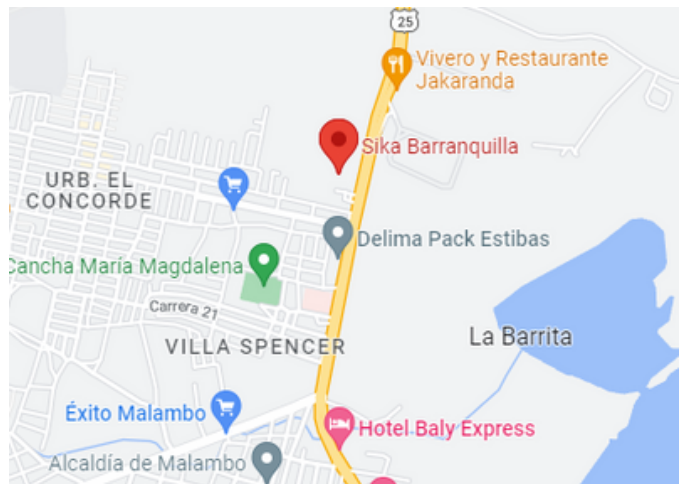 25
Vivero y Restaurante
Jakaranda
Sika Barranquilla
URB. EL
CONCORDE
Delima Pack Estibas
Cancha María Magdalena
Carrera 21
La Barrita
VILLA SPENCER
Éxito Malambo
Hotel Baly Express
Alcaldía de Malambo